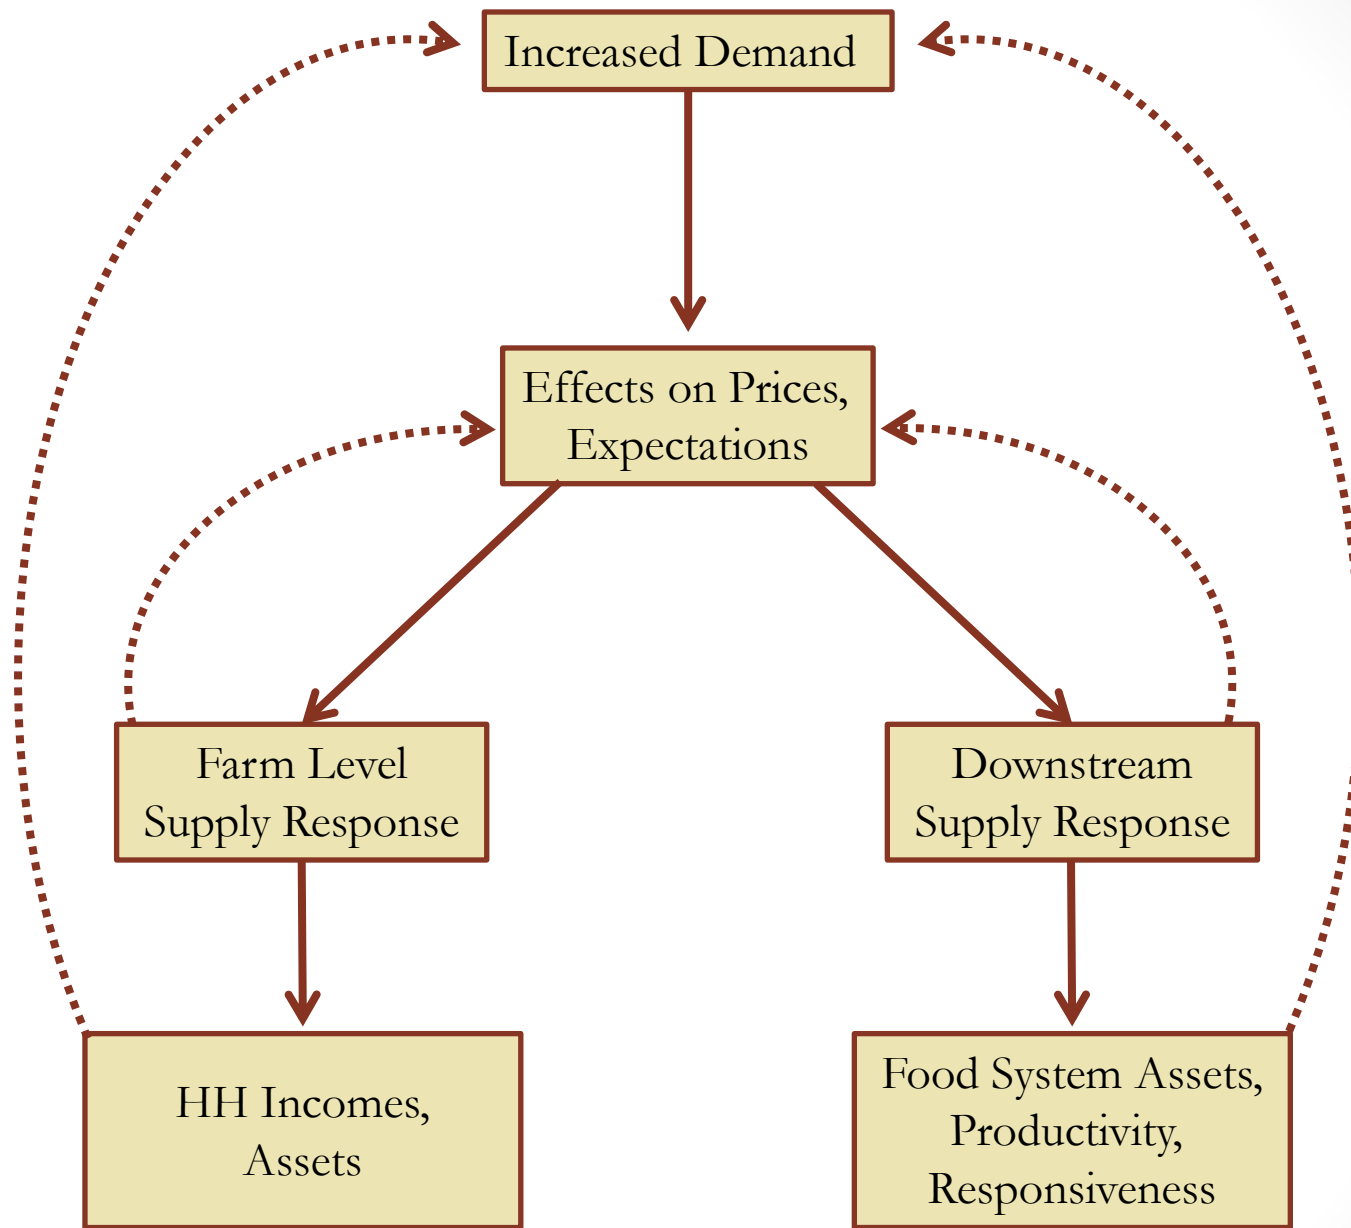 Increased Demand
Effects on Prices,
Expectations
Farm Level
Supply Response
Downstream
Supply Response
HH Incomes,
Assets
Food System Assets,
Productivity,
Responsiveness